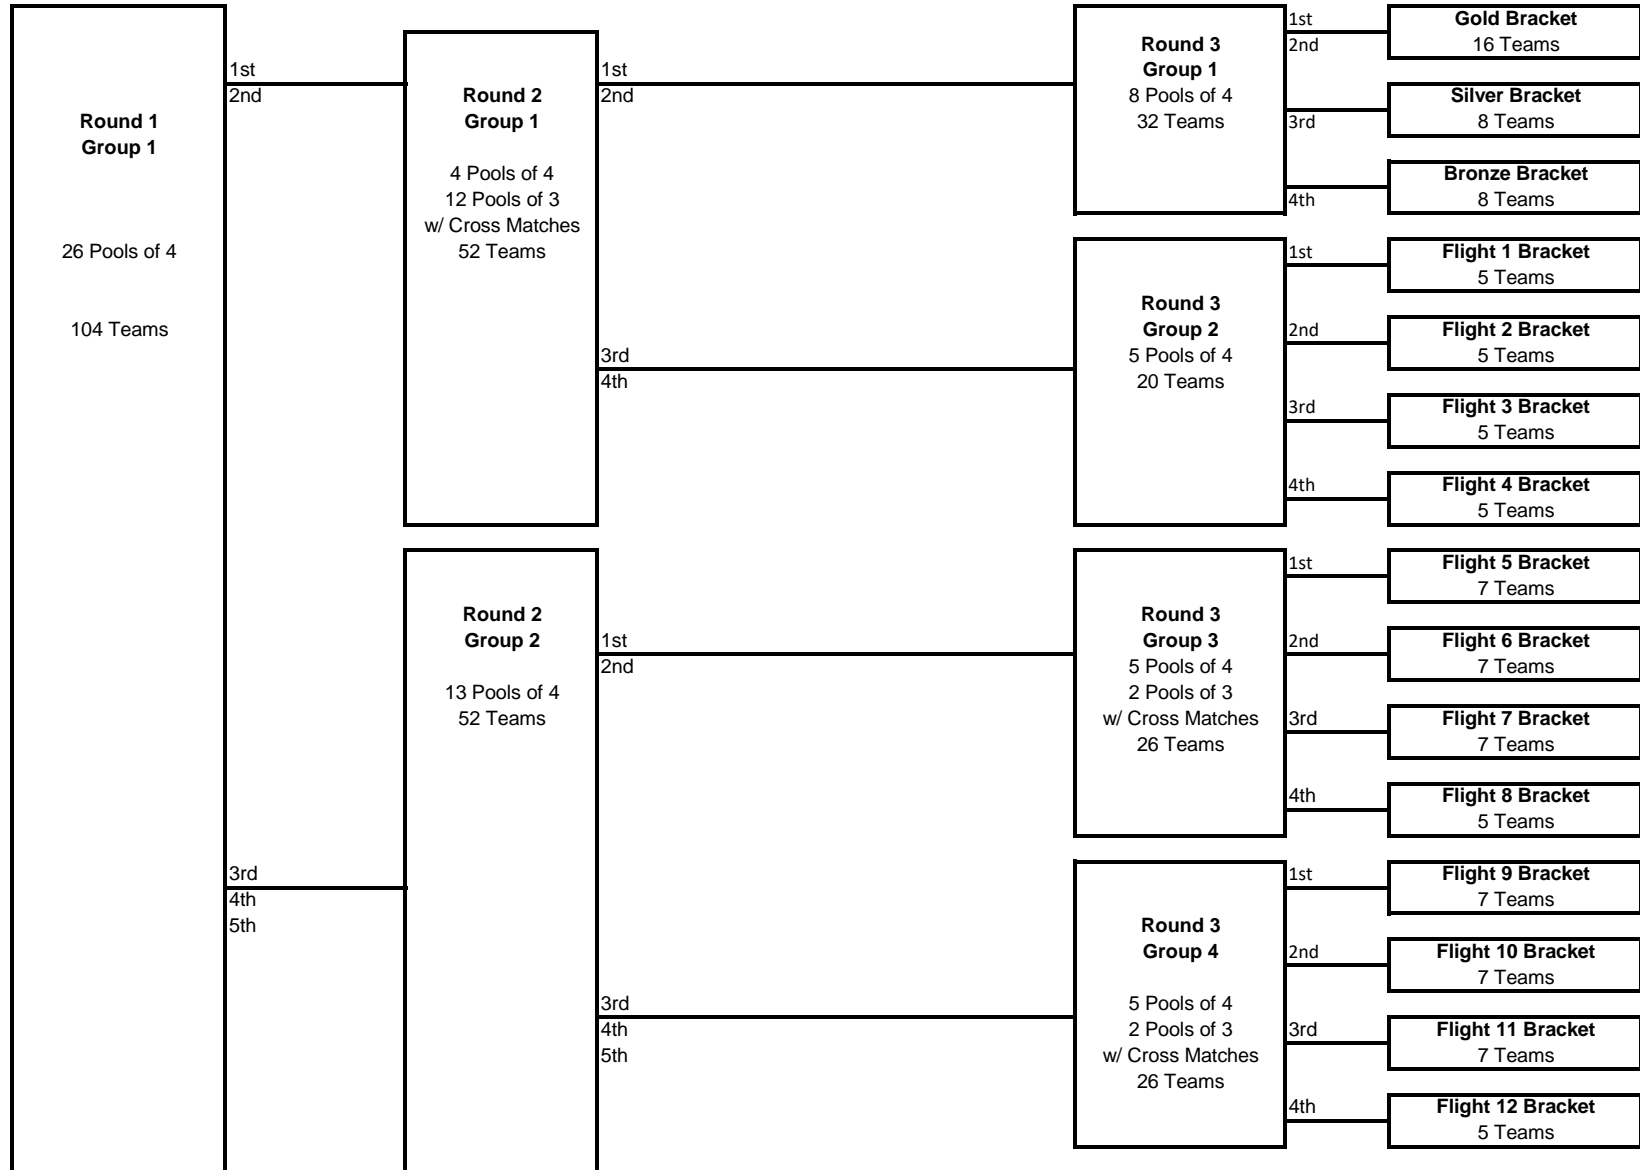 Round 1
Group 1
26 Pools of 4
104 Teams
1st
2nd
3rd
4th
5th
Round 2
Group 1
4 Pools of 4
12 Pools of 3
w/ Cross Matches
52 Teams
1st
2nd
3rd
4th
Round 2
Group 2
13 Pools of 4
52 Teams
1st
2nd
3rd
4th
5th
Round 3
Group 1
8 Pools of 4
32 Teams
1st
2nd
3rd
4th
Round 3
Group 2
5 Pools of 4
20 Teams
1st
2nd
3rd
4th
Round 3
Group 3
5 Pools of 4
2 Pools of 3
w/ Cross Matches
26 Teams
1st
2nd
3rd
4th
Round 3
Group 4
5 Pools of 4
2 Pools of 3
w/ Cross Matches
26 Teams
1st
2nd
3rd
4th
Gold Bracket
16 Teams
Silver Bracket
8 Teams
Bronze Bracket
8 Teams
Flight 1 Bracket
5 Teams
Flight 2 Bracket
5 Teams
Flight 3 Bracket
5 Teams
Flight 4 Bracket
5 Teams
Flight 5 Bracket
7 Teams
Flight 6 Bracket
7 Teams
Flight 7 Bracket
7 Teams
Flight 8 Bracket
5 Teams
Flight 9 Bracket
7 Teams
Flight 10 Bracket
7 Teams
Flight 11 Bracket
7 Teams
Flight 12 Bracket
5 Teams